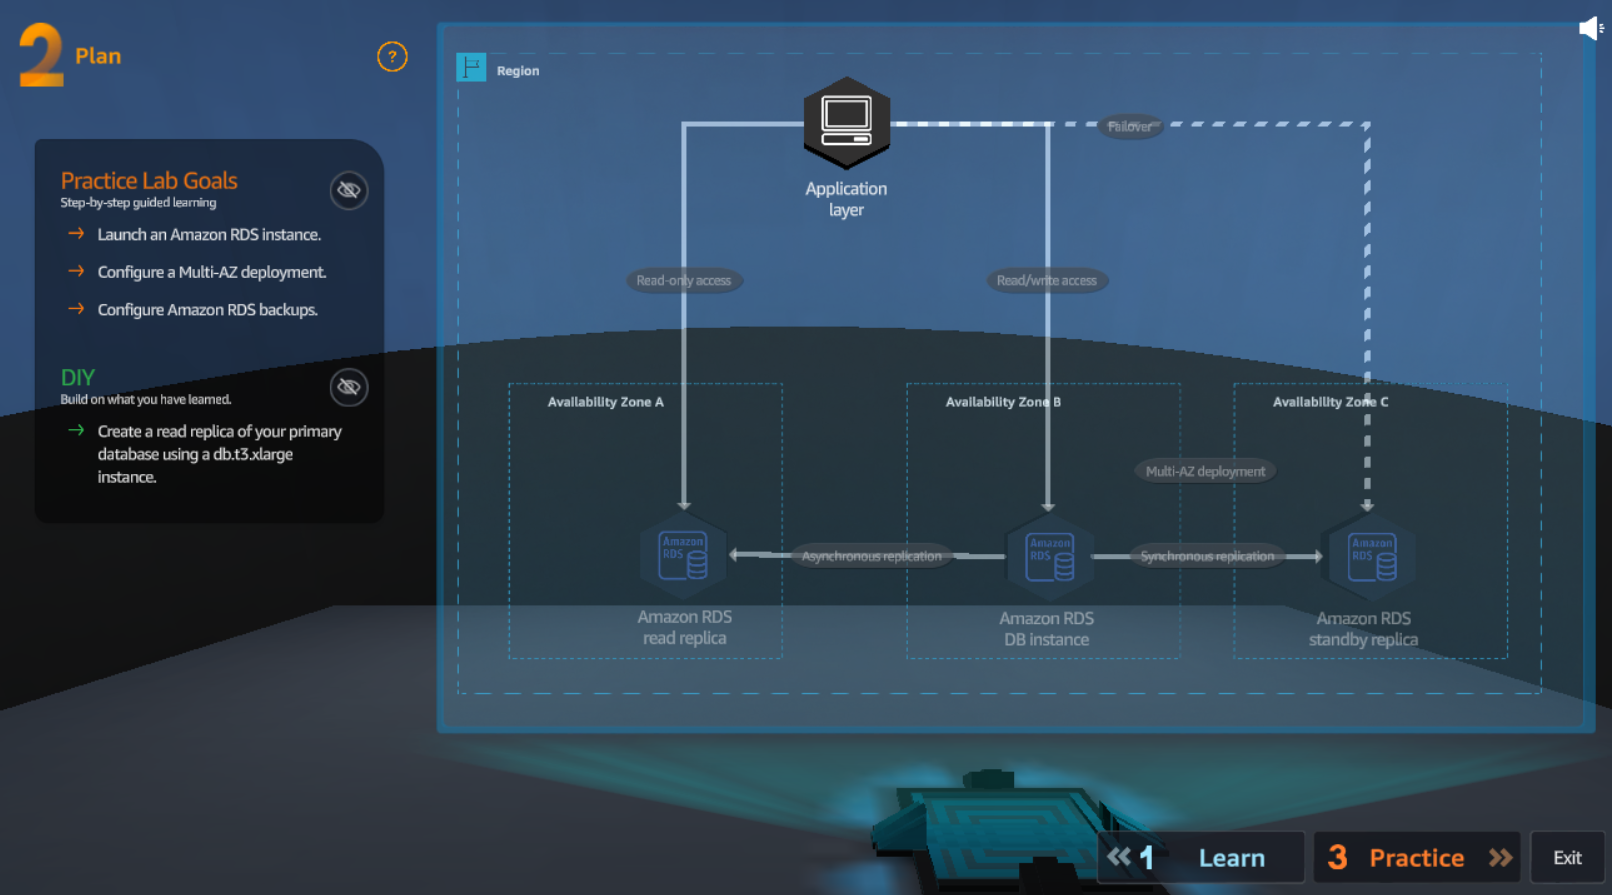 2 Plan
?
Practice Lab Goals
Step-by-step guided learning
Launch an Amazon RDS instance.
Configure a Multi-AZ deployment.
Configure Amazon RDS backups.
DIY
Build on what you have learned.
Create a read replica of your primary
database using a db.t3.xlarge
instance.
Region
Application
layer
Failover
Read-only access
Read/write access
Availability Zone A
Availability Zone B
Availability Zone C
Multi-AZ deployment
Amazon
RDS
Asynchronous replication
Amazon
RDS
Synchronous replication
Amazon
RDS
Amazon RDS
read replica
Amazon RDS
DB instance
Amazon RDS
standby replica
1 Learn
3 Practice
Exit